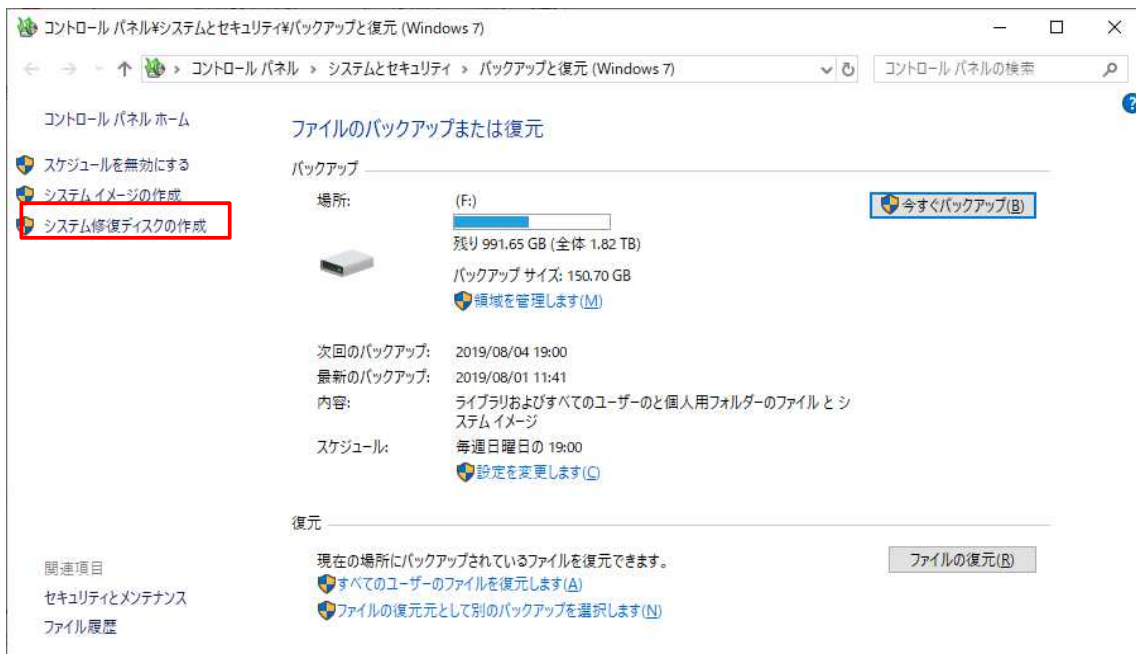 コントロール パネル¥システムとセキュリティ¥バックアップと復元 (Windows 7)
コントロール パネル › システムとセキュリティ › バックアップと復元 (Windows 7)
コントロール パネルの検索
コントロール パネル ホーム
スケジュールを無効にする
システム イメージの作成
システム修復ディスクの作成
ファイルのバックアップまたは復元
バックアップ
場所:
(F:)
残り 991.65 GB (全体 1.82 TB)
バックアップ サイズ: 150.70 GB
領域を管理します(M)
今すぐバックアップ(B)
次回のバックアップ: 2019/08/04 19:00
最新のバックアップ: 2019/08/01 11:41
内容: ライブラリおよびすべてのユーザーのと個人用フォルダーのファイル と シ
ステム イメージ
スケジュール: 毎週日曜日の 19:00
設定を変更します(C)
復元
現在の場所にバックアップされているファイルを復元できます。
すべてのユーザーのファイルを復元します(A)
ファイルの復元元として別のバックアップを選択します(N)
ファイルの復元(R)
関連項目
セキュリティとメンテナンス
ファイル履歴